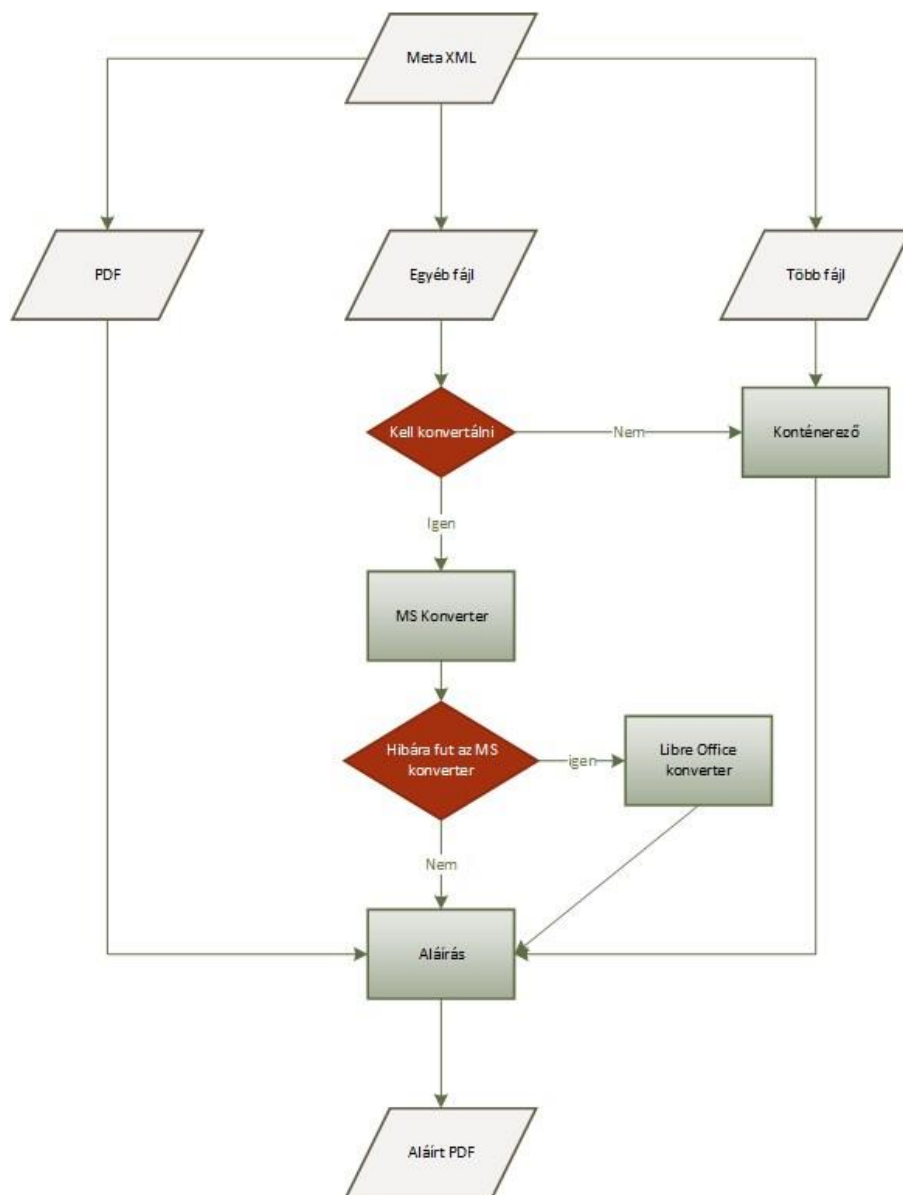 Meta XML
PDF
Egyéb fájl
Több fájl
Kell konvertálni
Nem
Konténerező
Igen
MS Konverter
Hibára fut az MS
konverter
igen
Libre Office
konverter
Nem
Aláírás
Aláírt PDF